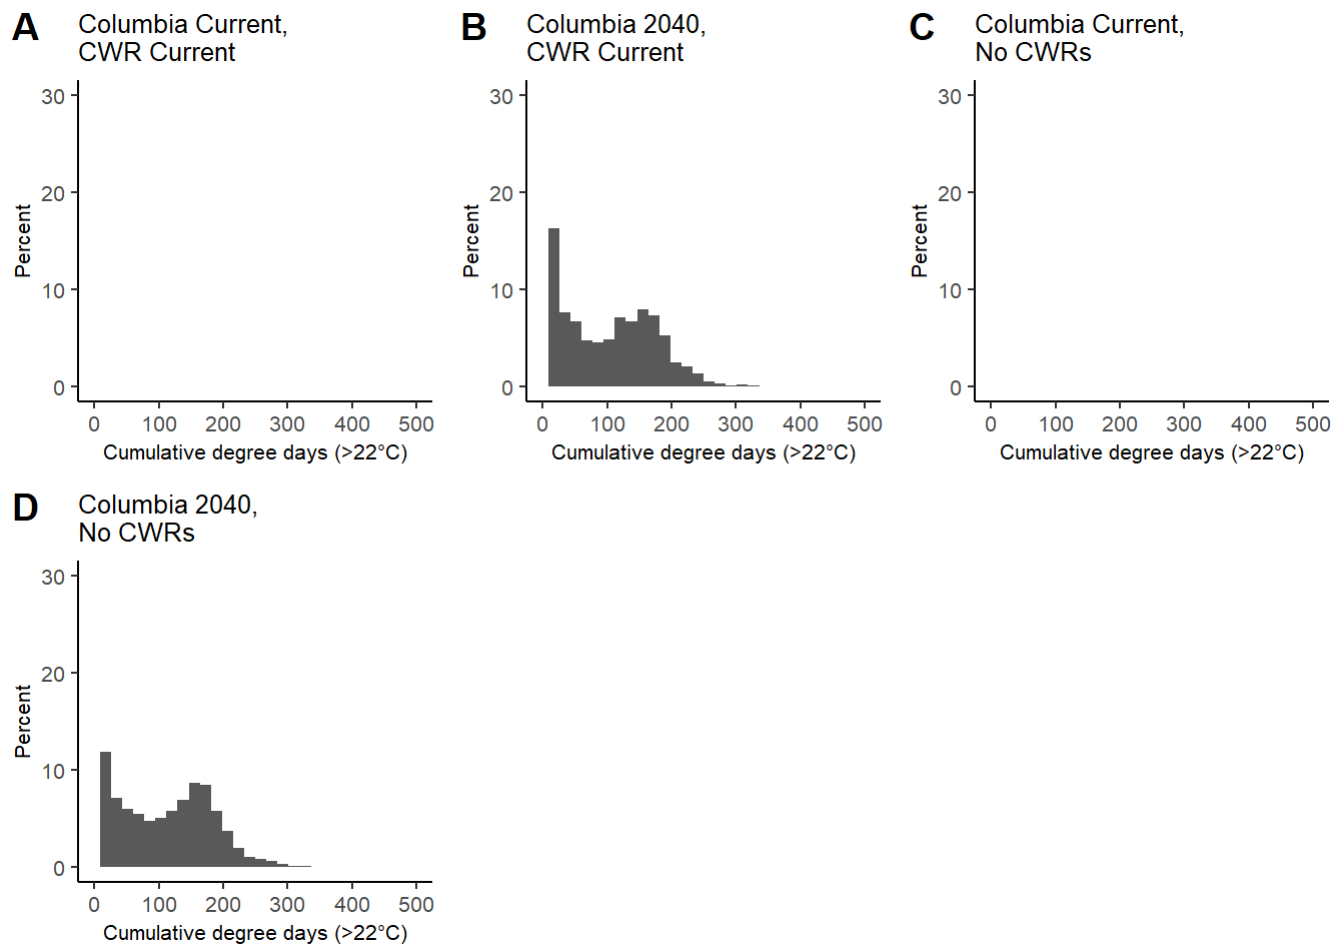 A Columbia Current,
CWR Current
30
20
10
0
Percent
0 100 200 300 400 500
Cumulative degree days (>22°C)
B Columbia 2040,
CWR Current
30
20
10
0
Percent
0 100 200 300 400 500
Cumulative degree days (>22°C)
C Columbia Current,
No CWRs
30
20
10
0
Percent
0 100 200 300 400 500
Cumulative degree days (>22°C)
D Columbia 2040,
No CWRs
30
20
10
0
Percent
0 100 200 300 400 500
Cumulative degree days (>22°C)